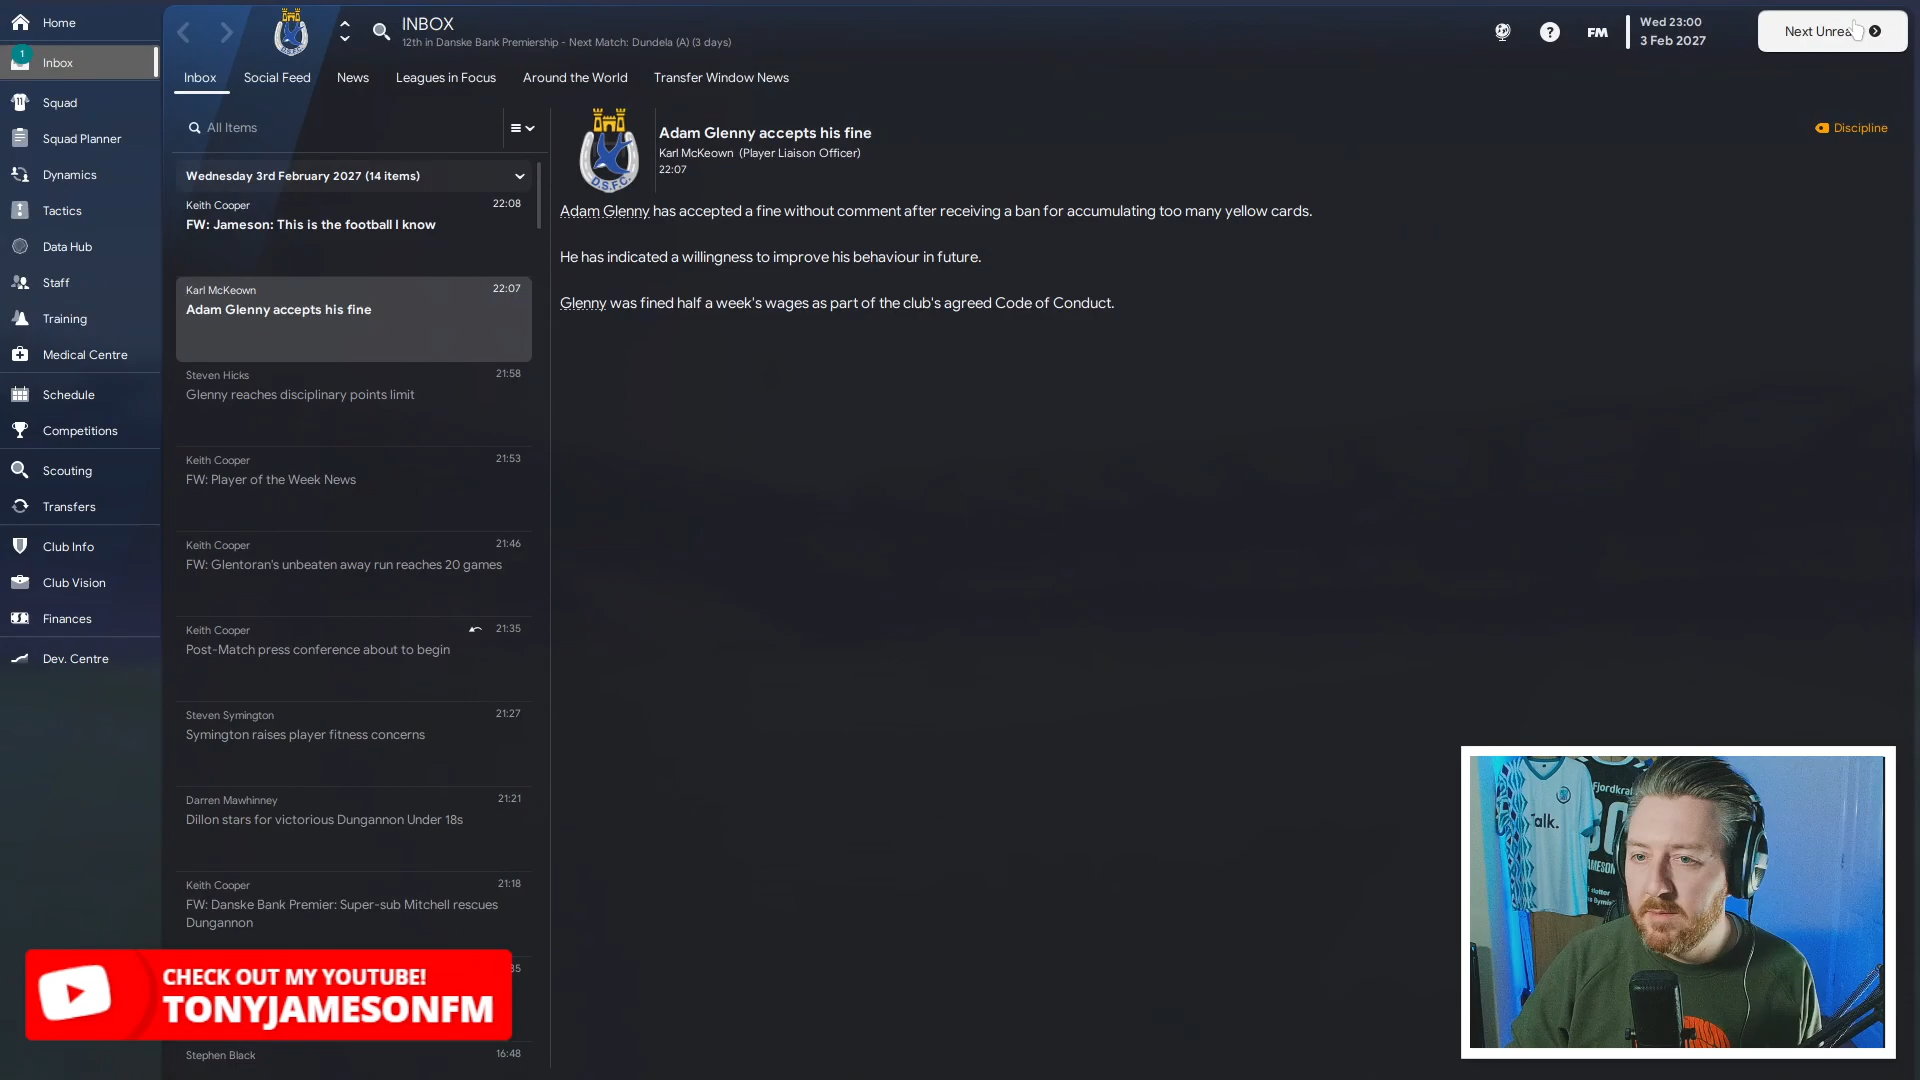 Home
1
Inbox
Squad
Squad Planner
Dynamics
Tactics
Data Hub
Staff
Training
Medical Centre
Schedule
Competitions
Scouting
Transfers
Club Info
Club Vision
Finances
Dev. Centre
INBOX
12th in Danske Bank Premiership - Next Match: Dundela (A) (3 days)
?
FM
Wed 23:00
3 Feb 2027
Next
Inbox Social Feed News Leagues in Focus Around the World Transfer Window News
All Items
Wednesday 3rd February 2027 (14 items)
Keith Cooper 22:08
FW: Jameson: This is the football I know
Karl McKeown 22:07
Adam Glenny accepts his fine
Steven Hicks 21:58
Glenny reaches disciplinary points limit
Keith Cooper 21:53
FW: Player of the Week News
Keith Cooper 21:46
FW: Glentoran's unbeaten away run reaches 20 games
Keith Cooper 21:35
Post-Match press conference about to begin
Steven Symington 21:27
Symington raises player fitness concerns
Darren Mawhinney 21:21
Dillon stars for victorious Dungannon Under 18s
Keith Cooper 21:18
FW: Danske Bank Premier: Super-sub Mitchell rescues
Dungannon
Stephen Black 16:48
D.S.F.C.
Adam Glenny accepts his fine
Karl McKeown (Player Liaison Officer)
22:07
Discipline
Adam Glenny has accepted a fine without comment after receiving a ban for accumulating too many yellow cards.
He has indicated a willingness to improve his behaviour in future.
Glenny was fined half a week's wages as part of the club's agreed Code of Conduct.
CHECK OUT MY YOUTUBE!
TONYJAMESONFM
Talk.